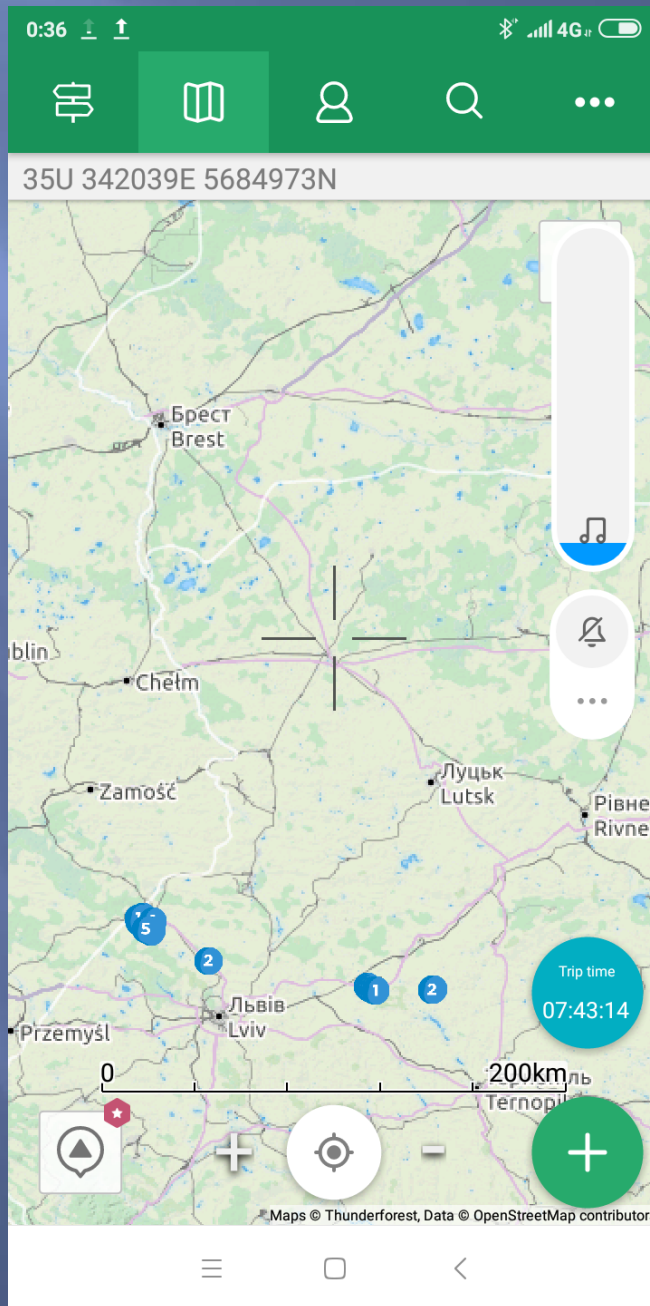 0:36
4G
35U 342039E 5684973N
Брест
Brest
blin
Chełm
Луцьк
Lutsk
Zamość
Рівне
Rivne
5
2
1
2
Trip time
07:43:14
Львів
Lviv
Przemyśl
0
200km
Ternopil
Maps © Thunderforest, Data © OpenStreetMap contributor